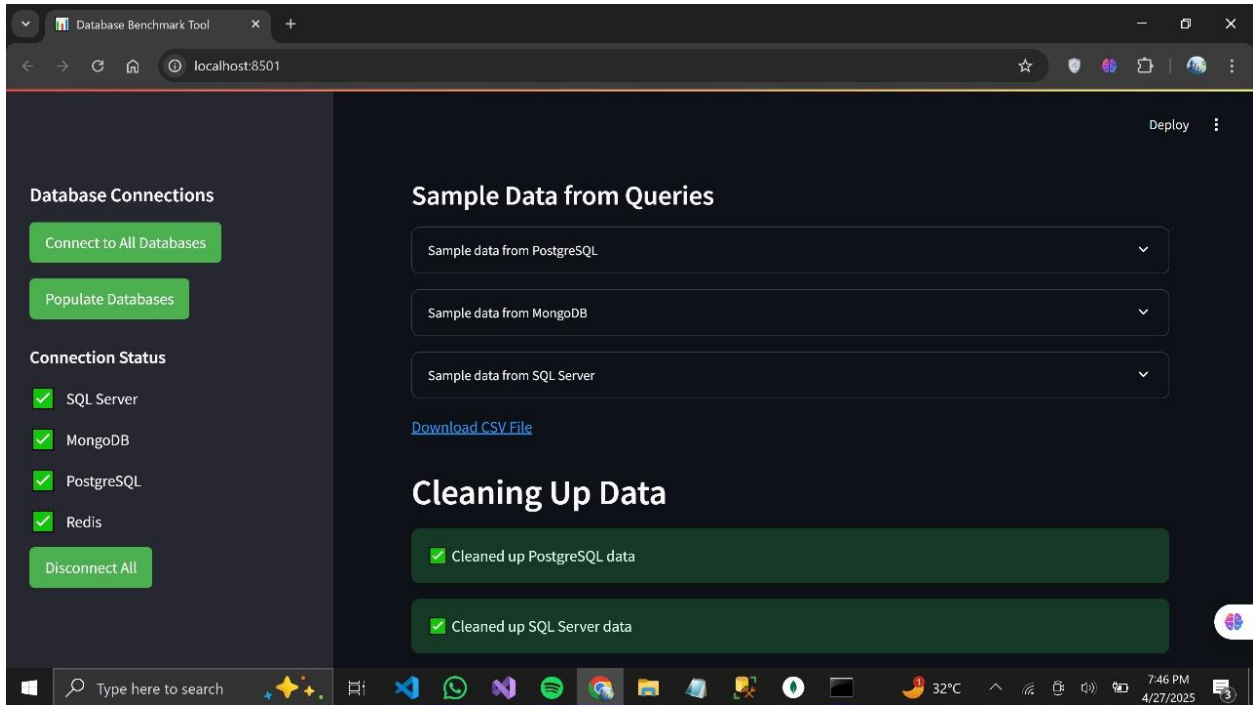 Database Benchmark Tool
localhost:8501
Deploy
Database Connections
Connect to All Databases
Populate Databases
Connection Status
SQL Server
MongoDB
PostgreSQL
Redis
Disconnect All
Sample Data from Queries
Sample data from PostgreSQL
Sample data from MongoDB
Sample data from SQL Server
Download CSV File
Cleaning Up Data
Cleaned up PostgreSQL data
Cleaned up SQL Server data
Type here to search
1
32°C
7:46 PM
4/27/2025
3